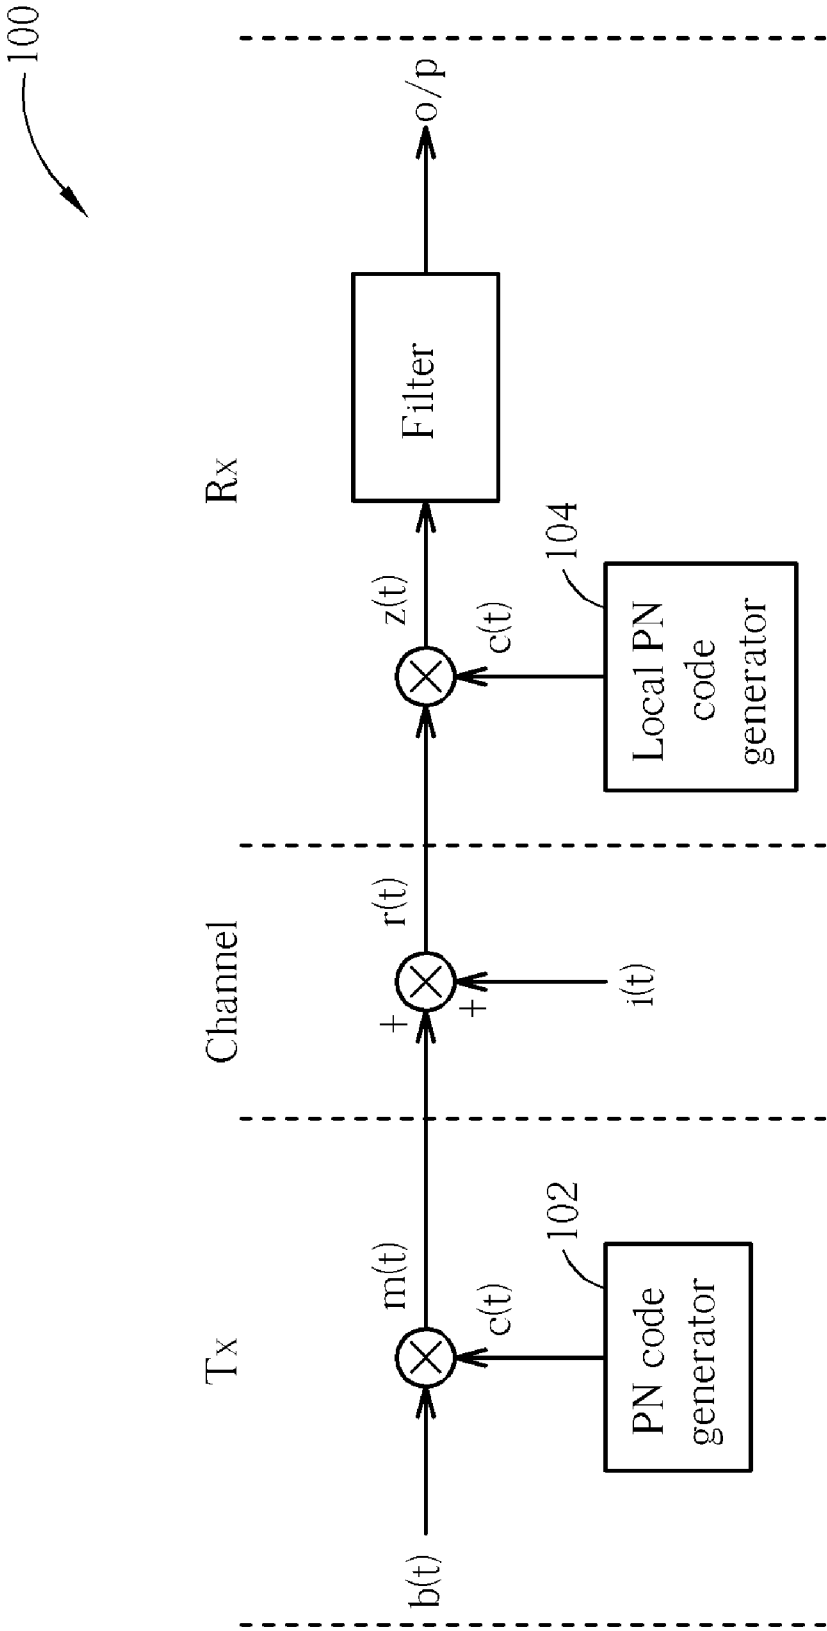 100
Tx
Channel
Rx
b(t)
m(t)
c(t)
PN code
generator
102
+
+
i(t)
r(t)
z(t)
c(t)
Local PN
code
generator
104
Filter
o/p